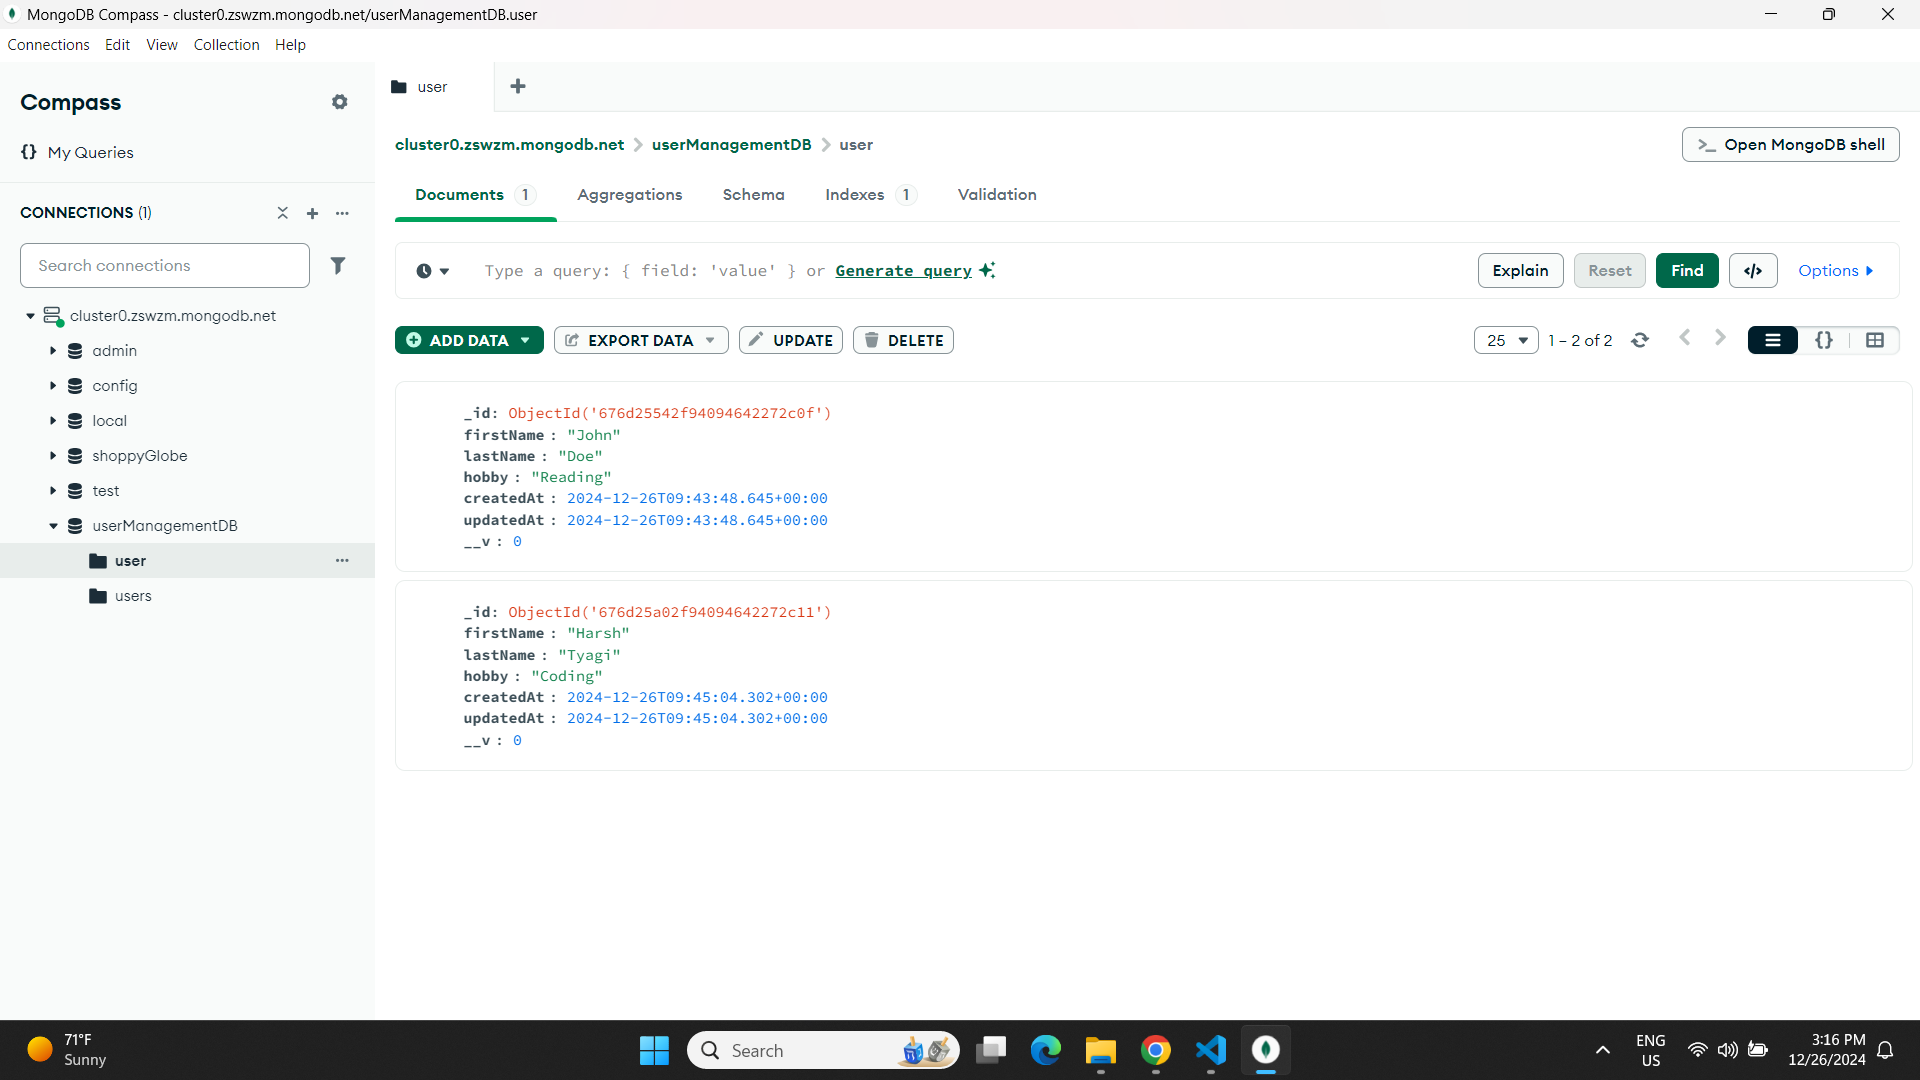 MongoDB Compass - cluster0.zswzm.mongodb.net/userManagementDB.user
Connections Edit View Collection Help
Compass
My Queries
CONNECTIONS (1)
Search connections
cluster0.zswzm.mongodb.net
admin
config
local
shoppyGlobe
test
userManagementDB
user
users
user
cluster0.zswzm.mongodb.net > userManagementDB > user
>_ Open MongoDB shell
Documents 1 Aggregations Schema Indexes 1 Validation
Type a query: { field: 'value' } or Generate query
Explain Reset Find </> Options
ADD DATA EXPORT DATA UPDATE DELETE
25 1 – 2 of 2 {}
_id: ObjectId('676d25542f94094642272c0f')
firstName : "John"
lastName : "Doe"
hobby : "Reading"
createdAt : 2024-12-26T09:43:48.645+00:00
updatedAt : 2024-12-26T09:43:48.645+00:00
__v : 0
_id: ObjectId('676d25a02f94094642272c11')
firstName : "Harsh"
lastName : "Tyagi"
hobby : "Coding"
createdAt : 2024-12-26T09:45:04.302+00:00
updatedAt : 2024-12-26T09:45:04.302+00:00
__v : 0
71°F
Sunny
Search
ENG
US
3:16 PM
12/26/2024